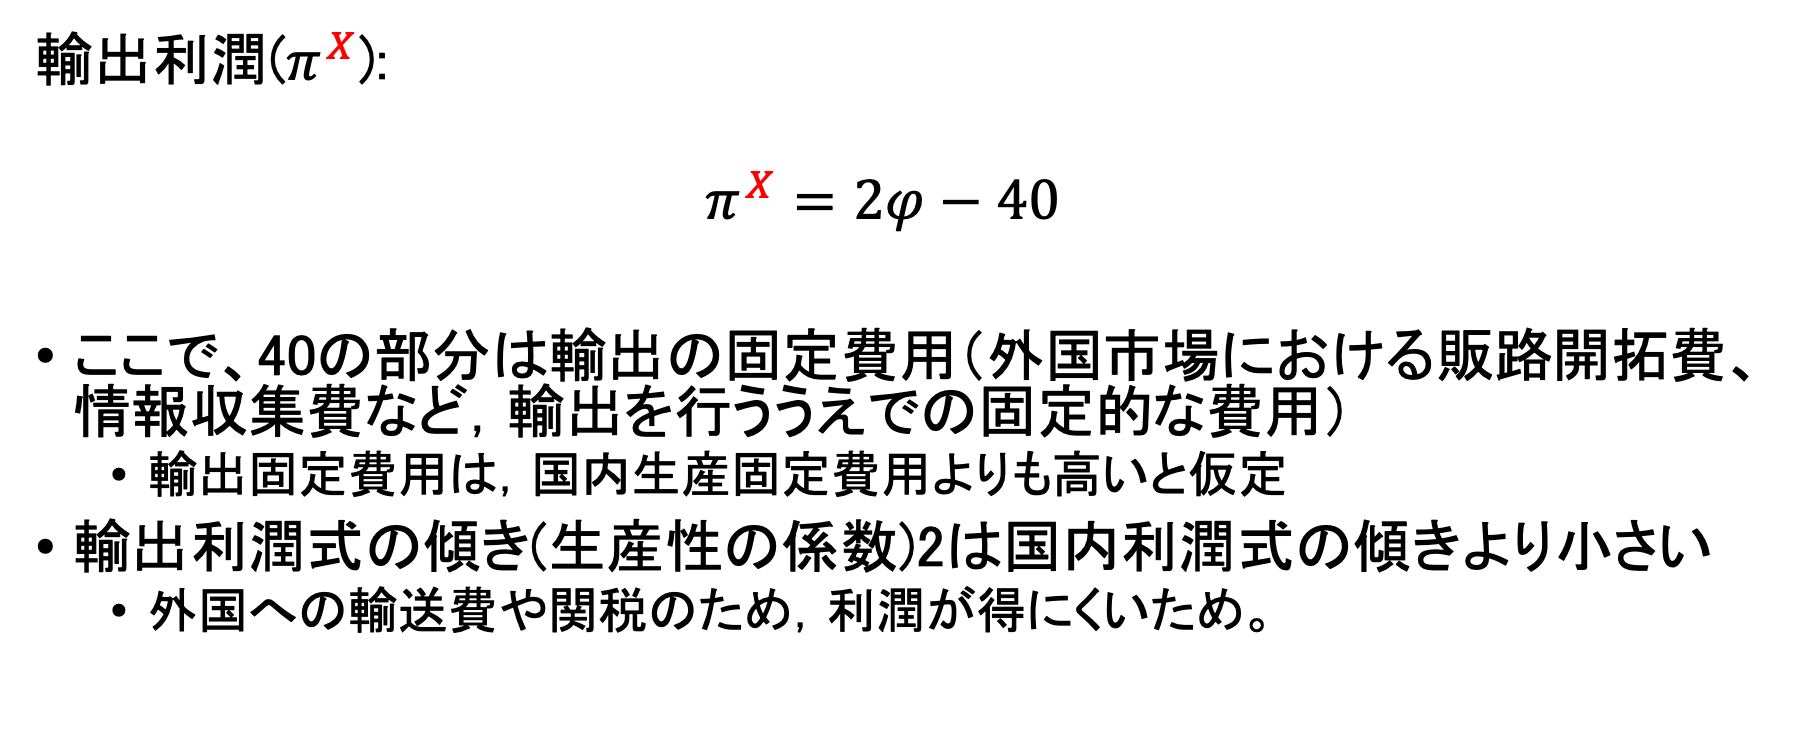 輸出利潤(π^X):
π^X = 2φ − 40
• ここで、40の部分は輸出の固定費用（外国市場における販路開拓費、
情報収集費など，輸出を行ううえでの固定的な費用）
• 輸出固定費用は，国内生産固定費用よりも高いと仮定
• 輸出利潤式の傾き(生産性の係数)2は国内利潤式の傾きより小さい
• 外国への輸送費や関税のため，利潤が得にくいため。